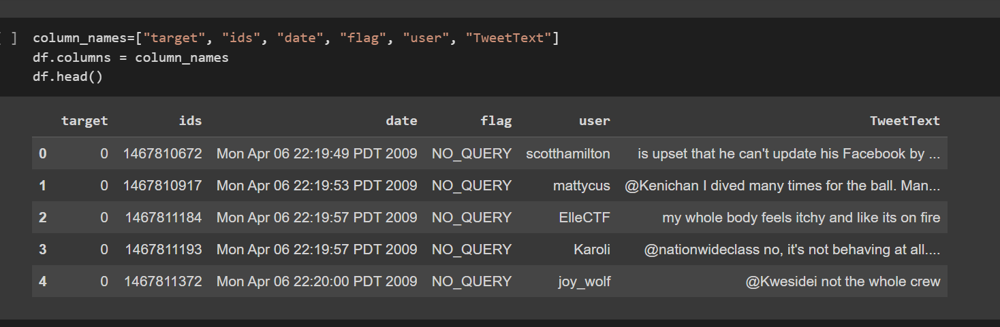 [ ] column_names=["target", "ids", "date", "flag", "user", "TweetText"]
df.columns = column_names
df.head()
target ids date flag user TweetText
0 0 1467810672 Mon Apr 06 22:19:49 PDT 2009 NO_QUERY scotthamilton is upset that he can't update his Facebook by ...
1 0 1467810917 Mon Apr 06 22:19:53 PDT 2009 NO_QUERY mattycus @Kenichan I dived many times for the ball. Man...
2 0 1467811184 Mon Apr 06 22:19:57 PDT 2009 NO_QUERY ElleCTF my whole body feels itchy and like its on fire
3 0 1467811193 Mon Apr 06 22:19:57 PDT 2009 NO_QUERY Karoli @nationwideclass no, it's not behaving at all....
4 0 1467811372 Mon Apr 06 22:20:00 PDT 2009 NO_QUERY joy_wolf @Kwesidei not the whole crew